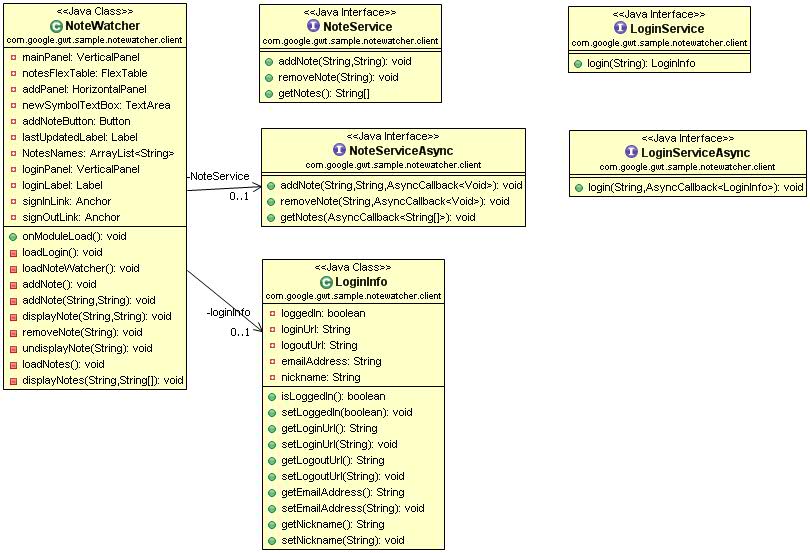 <<Java Class>>
NoteWatcher
com.google.gwt.sample.notewatcher.client
mainPanel: VerticalPanel
notesFlexTable: FlexTable
addPanel: HorizontalPanel
newSymbolTextBox: TextArea
addNoteButton: Button
lastUpdatedLabel: Label
NotesNames: ArrayList<String>
loginPanel: VerticalPanel
loginLabel: Label
signInLink: Anchor
signOutLink: Anchor
onModuleLoad(): void
loadLogin(): void
loadNoteWatcher(): void
addNote(): void
addNote(String,String): void
displayNote(String,String): void
removeNote(String): void
undisplayNote(String): void
loadNotes(): void
displayNotes(String,String[]): void
-NoteService
0..1
-loginInfo
0..1
<<Java Interface>>
NoteService
com.google.gwt.sample.notewatcher.client
addNote(String,String): void
removeNote(String): void
getNotes(): String[]
<<Java Interface>>
NoteServiceAsync
com.google.gwt.sample.notewatcher.client
addNote(String,String,AsyncCallback<Void>): void
removeNote(String,AsyncCallback<Void>): void
getNotes(AsyncCallback<String[]>): void
<<Java Class>>
LoginInfo
com.google.gwt.sample.notewatcher.client
loggedIn: boolean
loginUrl: String
logoutUrl: String
emailAddress: String
nickname: String
isLoggedIn(): boolean
setLoggedIn(boolean): void
getLoginUrl(): String
setLoginUrl(String): void
getLogoutUrl(): String
setLogoutUrl(String): void
getEmailAddress(): String
setEmailAddress(String): void
getNickname(): String
setNickname(String): void
<<Java Interface>>
LoginService
com.google.gwt.sample.notewatcher.client
login(String): LoginInfo
<<Java Interface>>
LoginServiceAsync
com.google.gwt.sample.notewatcher.client
login(String,AsyncCallback<LoginInfo>): void